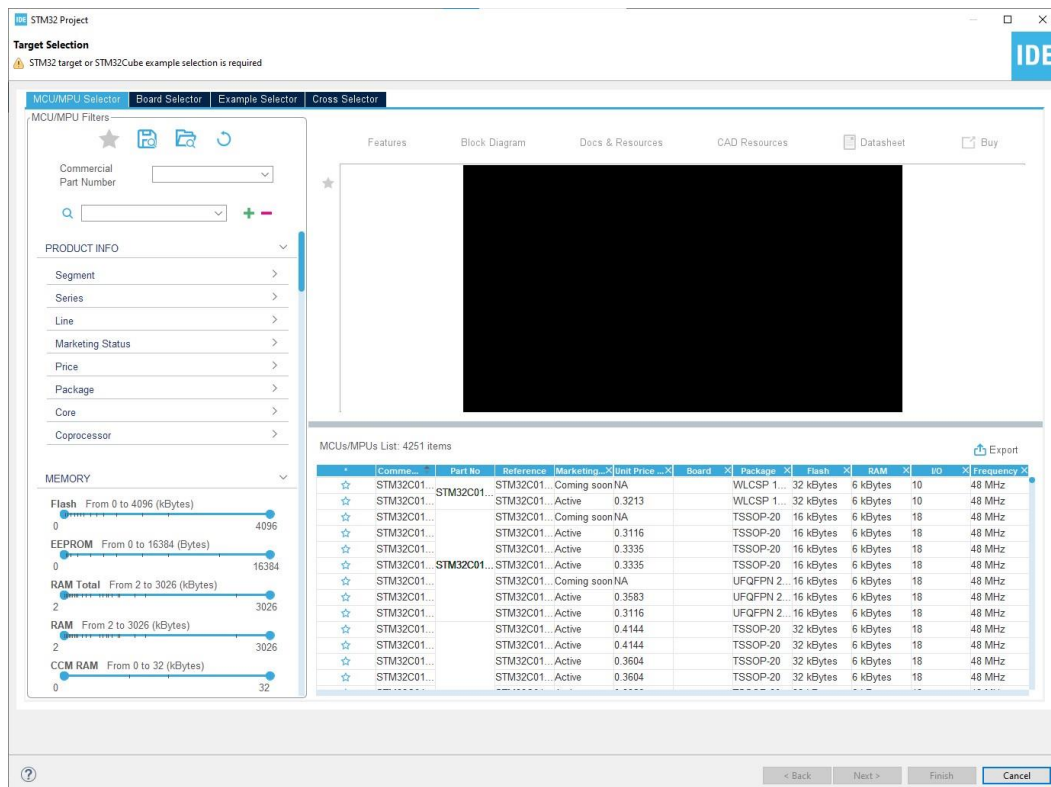 IDE STM32 Project
Target Selection
STM32 target or STM32Cube example selection is required
IDE
MCU/MPU Selector Board Selector Example Selector Cross Selector
MCU/MPU Filters
Commercial
Part Number
PRODUCT INFO
Segment
Series
Line
Marketing Status
Price
Package
Core
Coprocessor
MEMORY
Flash From 0 to 4096 (kBytes)
0 4096
EEPROM From 0 to 16384 (Bytes)
0 16384
RAM Total From 2 to 3026 (kBytes)
2 3026
RAM From 2 to 3026 (kBytes)
2 3026
CCM RAM From 0 to 32 (kBytes)
0 32
Features Block Diagram Docs & Resources CAD Resources Datasheet Buy
MCUs/MPUs List: 4251 items
Export
* Comme... Part No Reference Marketing... Unit Price ... Board Package Flash RAM I/O Frequency
STM32C01... STM32C01... STM32C01... Coming soon NA WLCSP 1... 32 kBytes 6 kBytes 10 48 MHz
STM32C01... STM32C01... Active 0.3213 WLCSP 1... 32 kBytes 6 kBytes 10 48 MHz
STM32C01... STM32C01... Coming soon NA TSSOP-20 16 kBytes 6 kBytes 18 48 MHz
STM32C01... STM32C01... Active 0.3116 TSSOP-20 16 kBytes 6 kBytes 18 48 MHz
STM32C01... STM32C01... Active 0.3335 TSSOP-20 16 kBytes 6 kBytes 18 48 MHz
STM32C01... STM32C01... STM32C01... Active 0.3335 TSSOP-20 16 kBytes 6 kBytes 18 48 MHz
STM32C01... STM32C01... Coming soon NA UFQFPN 2... 16 kBytes 6 kBytes 18 48 MHz
STM32C01... STM32C01... Active 0.3583 UFQFPN 2... 16 kBytes 6 kBytes 18 48 MHz
STM32C01... STM32C01... Active 0.3116 UFQFPN 2... 16 kBytes 6 kBytes 18 48 MHz
STM32C01... STM32C01... Active 0.4144 TSSOP-20 32 kBytes 6 kBytes 18 48 MHz
STM32C01... STM32C01... Active 0.4144 TSSOP-20 32 kBytes 6 kBytes 18 48 MHz
STM32C01... STM32C01... Active 0.3604 TSSOP-20 32 kBytes 6 kBytes 18 48 MHz
STM32C01... STM32C01... Active 0.3604 TSSOP-20 32 kBytes 6 kBytes 18 48 MHz
< Back Next > Finish Cancel